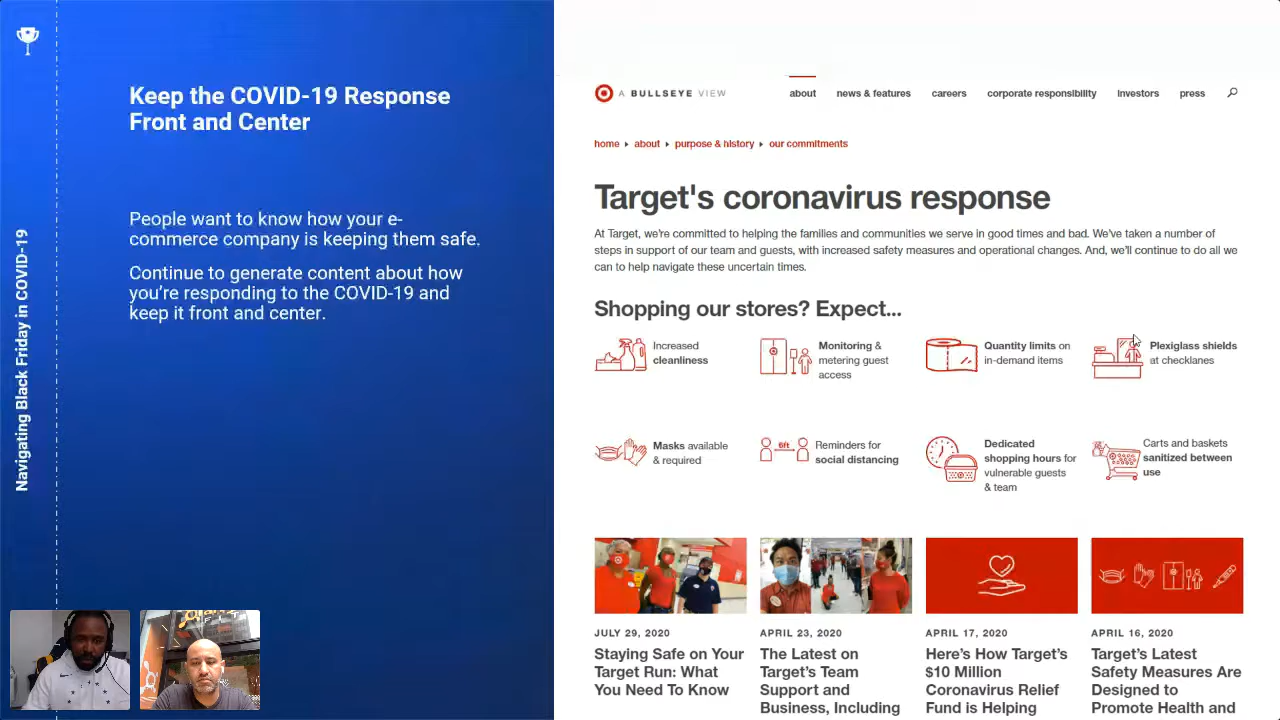 Navigating Black Friday in COVID-19
Keep the COVID-19 Response
Front and Center
People want to know how your e-
commerce company is keeping them safe.
Continue to generate content about how
you're responding to the COVID-19 and
keep it front and center.
A BULLSEYE VIEW
about
news & features
careers
corporate responsibility
investors
press
home ▸ about ▸ purpose & history ▸ our commitments
Target's coronavirus response
At Target, we're committed to helping the families and communities we serve in good times and bad. We've taken a number of
steps in support of our team and guests, with increased safety measures and operational changes. And, we'll continue to do all we
can to help navigate these uncertain times.
Shopping our stores? Expect...
Increased
cleanliness
Monitoring &
metering guest
access
Quantity limits on
in-demand items
Plexiglass shields
at checklanes
Masks available
& required
6ft
Reminders for
social distancing
Dedicated
shopping hours for
vulnerable guests
& team
Carts and baskets
sanitized between
use
JULY 29, 2020
Staying Safe on Your
Target Run: What
You Need To Know
APRIL 23, 2020
The Latest on
Target's Team
Support and
Business, Including
APRIL 17, 2020
Here's How Target's
$10 Million
Coronavirus Relief
Fund is Helping
APRIL 16, 2020
Target's Latest
Safety Measures Are
Designed to
Promote Health and